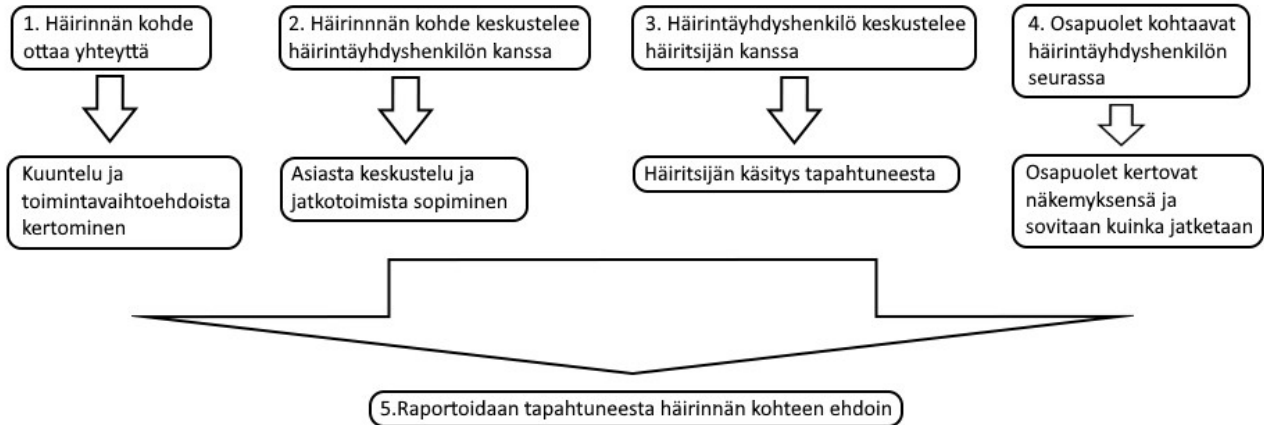 1. Häirinnän kohde
ottaa yhteyttä
2. Häirinnnän kohde keskustelee
häirintäyhdyshenkilön kanssa
3. Häirintäyhdyshenkilö keskustelee
häiritsijän kanssa
4. Osapuolet kohtaavat
häirintäyhdyshenkilön
seurassa
Kuuntelu ja
toimintavaihtoehdoista
kertominen
Asiasta keskustelu ja
jatkotoimista sopiminen
Häiritsijän käsitys tapahtuneesta
Osapuolet kertovat
näkemyksensä ja
sovitaan kuinka jatketaan
5.Raportoidaan tapahtuneesta häirinnän kohteen ehdoin